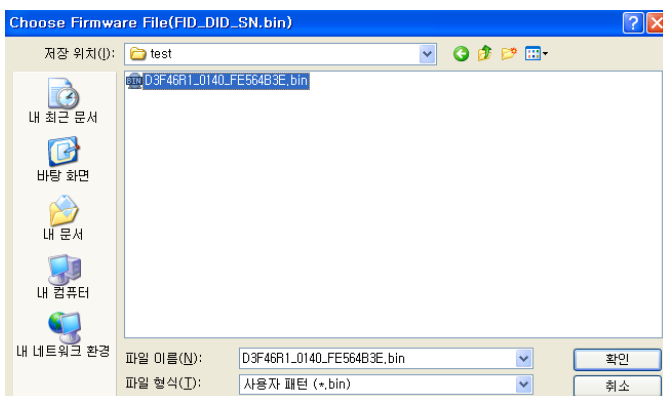 Choose Firmware File(FID_DID_SN.bin)
저장 위치(I): test
D3F46R1_0140_FE564B3E.bin
내 최근 문서
바탕 화면
내 문서
내 컴퓨터
내 네트워크 환경
파일 이름(N): D3F46R1_0140_FE564B3E.bin 확인
파일 형식(T): 사용자 패턴 (*.bin) 취소